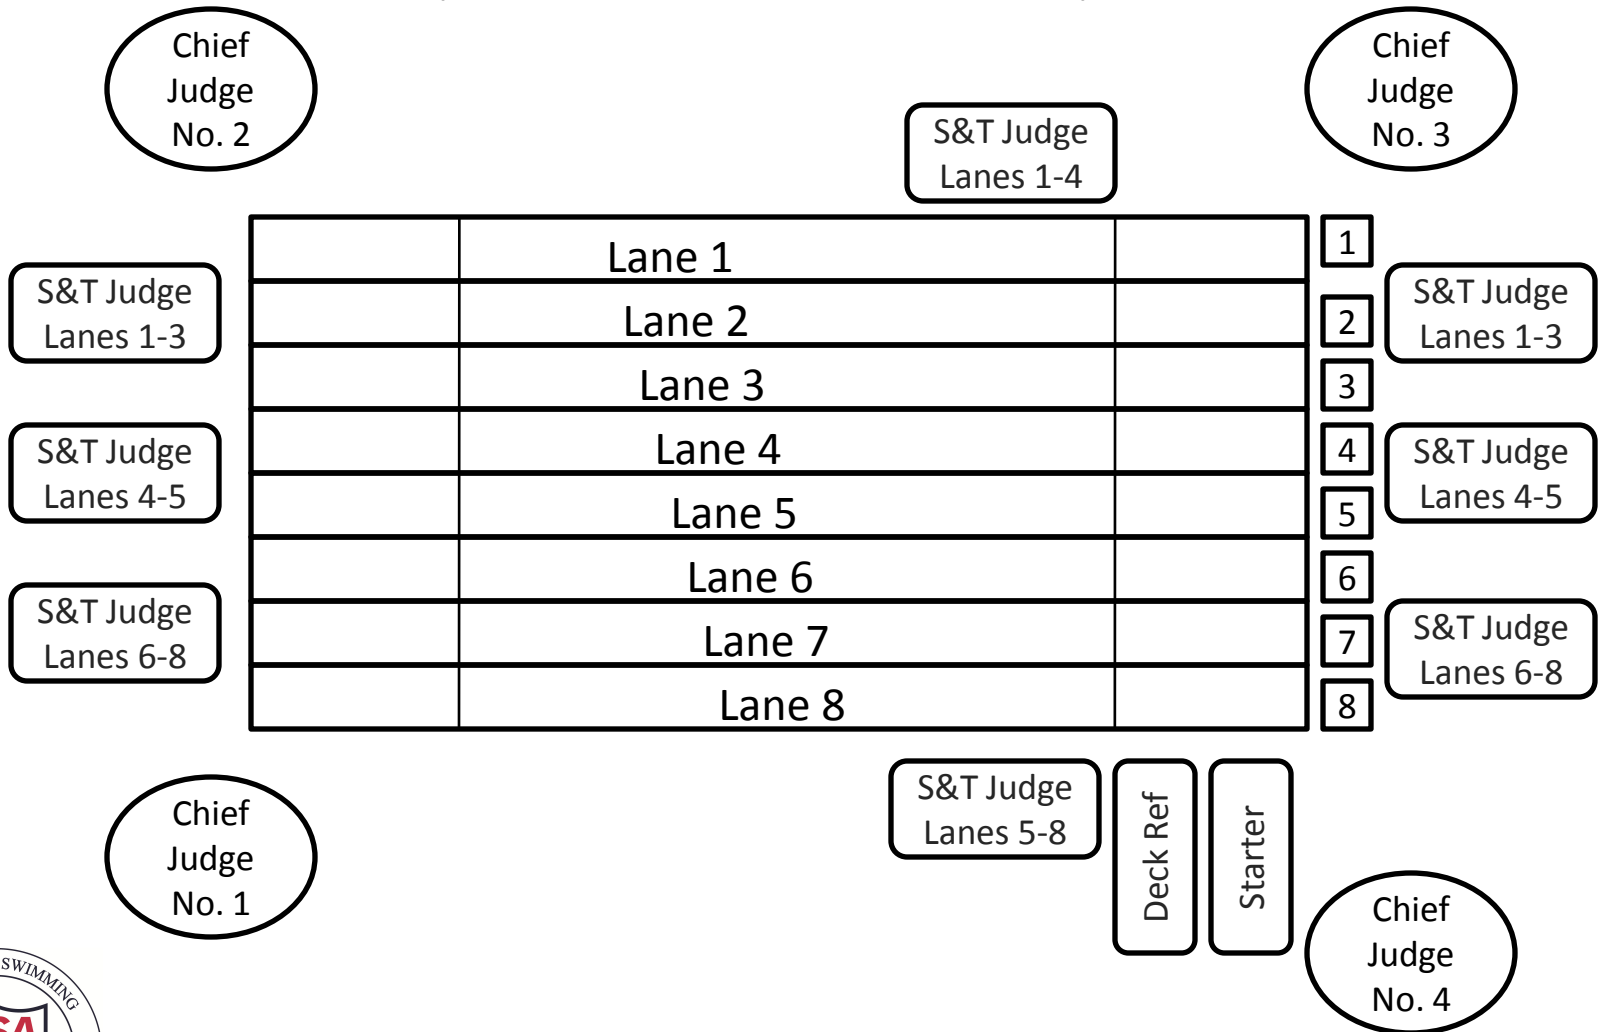 Chief
Judge
No. 2
Chief
Judge
No. 3
S&T Judge
Lanes 1-4
Lane 1
1
S&T Judge
Lanes 1-3
S&T Judge
Lanes 1-3
Lane 2
2
Lane 3
3
S&T Judge
Lanes 4-5
Lane 4
4
S&T Judge
Lanes 4-5
Lane 5
5
Lane 6
6
S&T Judge
Lanes 6-8
Lane 7
7
S&T Judge
Lanes 6-8
Lane 8
8
Chief
Judge
No. 1
S&T Judge
Lanes 5-8
Deck Ref
Starter
Chief
Judge
No. 4
SWIMMING
SA